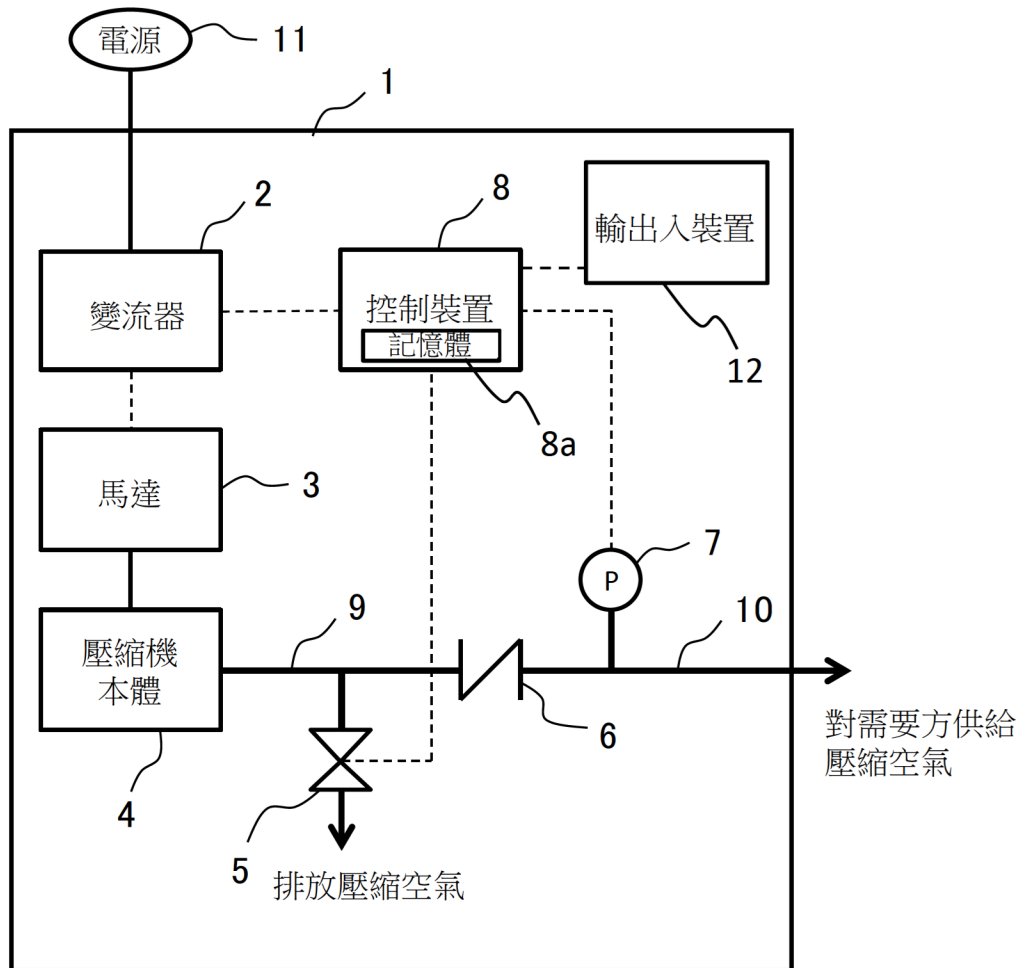 電源
11
1
2
8
輸出入裝置
變流器
控制裝置
記憶體
12
8a
馬達
3
7
P
9
10
壓縮機
本體
6
對需要方供給
壓縮空氣
4
5
排放壓縮空氣